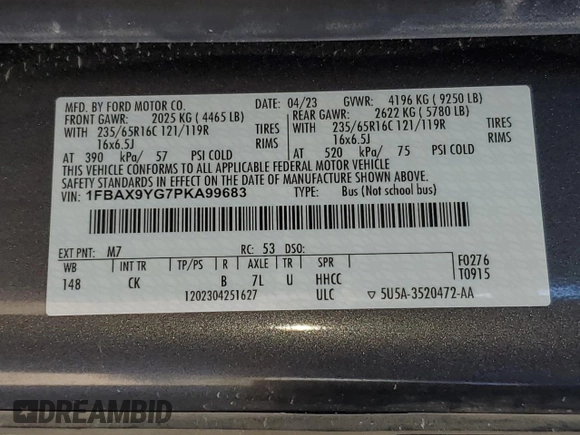 MFD. BY FORD MOTOR CO. DATE: 04/23 GVWR: 4196 KG ( 9250 LB)
FRONT GAWR: 2025 KG ( 4465 LB) REAR GAWR: 2622 KG ( 5780 LB)
WITH 235/65R16C 121/119R TIRES WITH 235/65R16C 121/119R TIRES
16x6.5J RIMS 16x6.5J RIMS
AT 390 kPa/ 57 PSI COLD AT 520 kPa/ 75 PSI COLD
THIS VEHICLE CONFORMS TO ALL APPLICABLE FEDERAL MOTOR VEHICLE
SAFETY STANDARDS IN EFFECT ON THE DATE OF MANUFACTURE SHOWN ABOVE.
VIN: 1FBAX9YG7PKA99683 TYPE: Bus (Not school Bus)
EXT PNT: M7 RC: 53 DSO:
WB INT TR TP/PS R AXLE TR SPR F0276
148 CK B 7L U HHCC T0915
1202304251627 ULC ▽ 5U5A-3520472-AA
DREAMBID